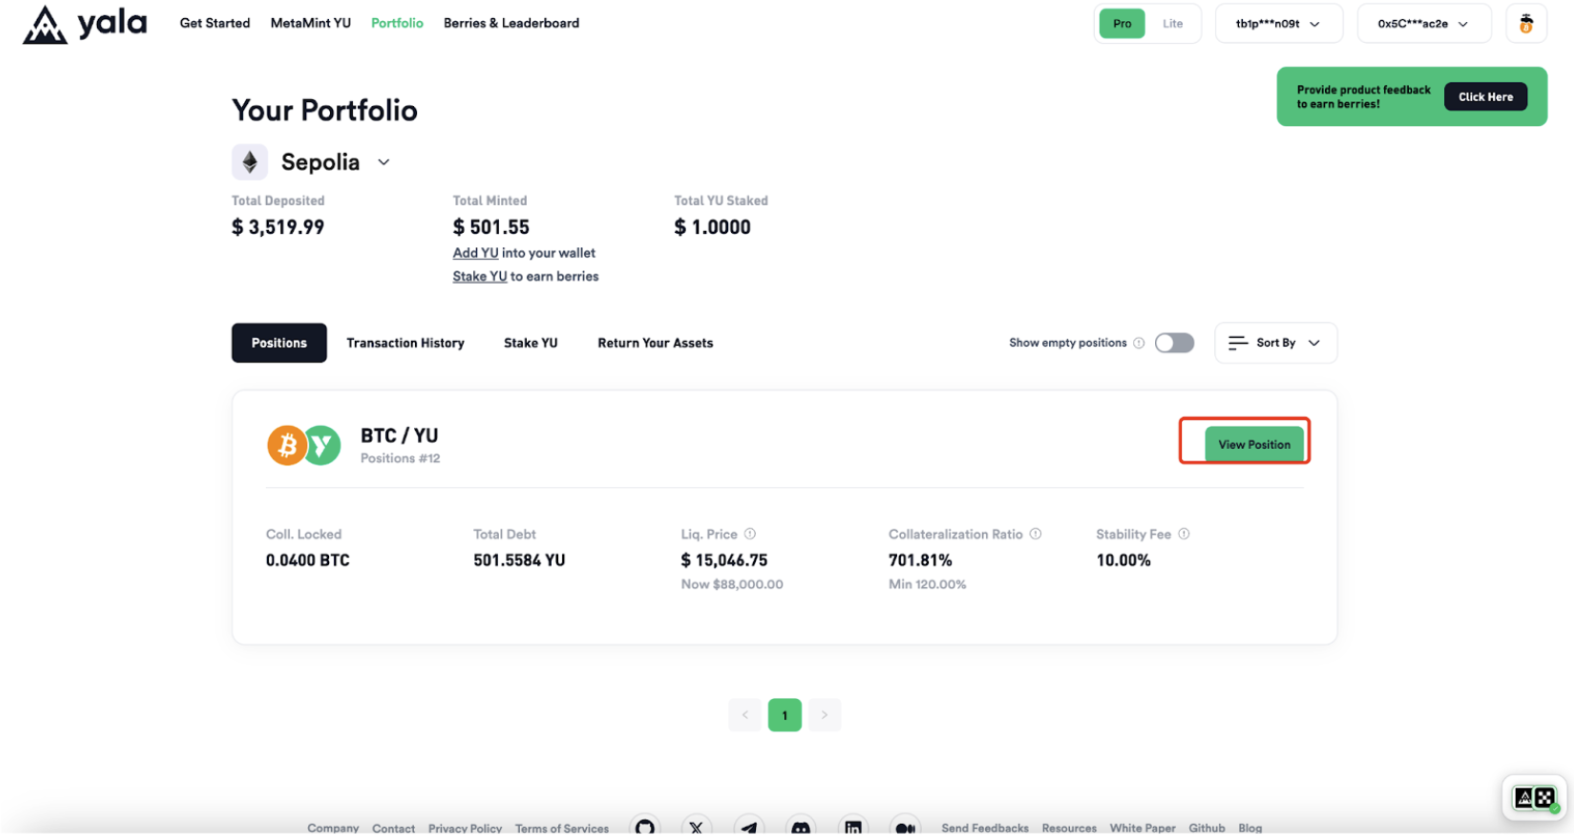 yala
Get Started MetaMint YU Portfolio Berries & Leaderboard
Pro Lite tb1p***n09t 0x5C***ac2e
Provide product feedback
to earn berries!
Click Here
Your Portfolio
Sepolia
Total Deposited Total Minted Total YU Staked
$ 3,519.99 $ 501.55 $ 1.0000
Add YU into your wallet
Stake YU to earn berries
Positions Transaction History Stake YU Return Your Assets Show empty positions Sort By
BTC / YU
Positions #12
View Position
Coll. Locked Total Debt Liq. Price Collateralization Ratio Stability Fee
0.0400 BTC 501.5584 YU $ 15,046.75 701.81% 10.00%
Now $88,000.00 Min 120.00%
< 1 >
Company Contact Privacy Policy Terms of Services Send Feedbacks Resources White Paper Github Blog